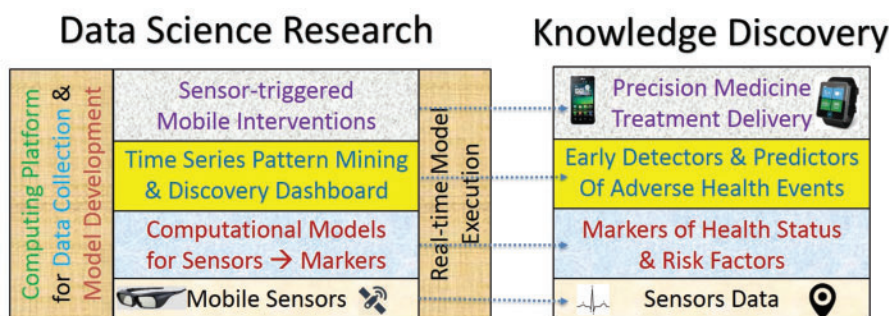 Data Science Research
Knowledge Discovery
Computing Platform
for Data Collection &
Model Development
Sensor-triggered
Mobile Interventions
Time Series Pattern Mining
& Discovery Dashboard
Computational Models
for Sensors → Markers
Mobile Sensors
Real-time Model
Execution
Precision Medicine
Treatment Delivery
Early Detectors & Predictors
Of Adverse Health Events
Markers of Health Status
& Risk Factors
Sensors Data